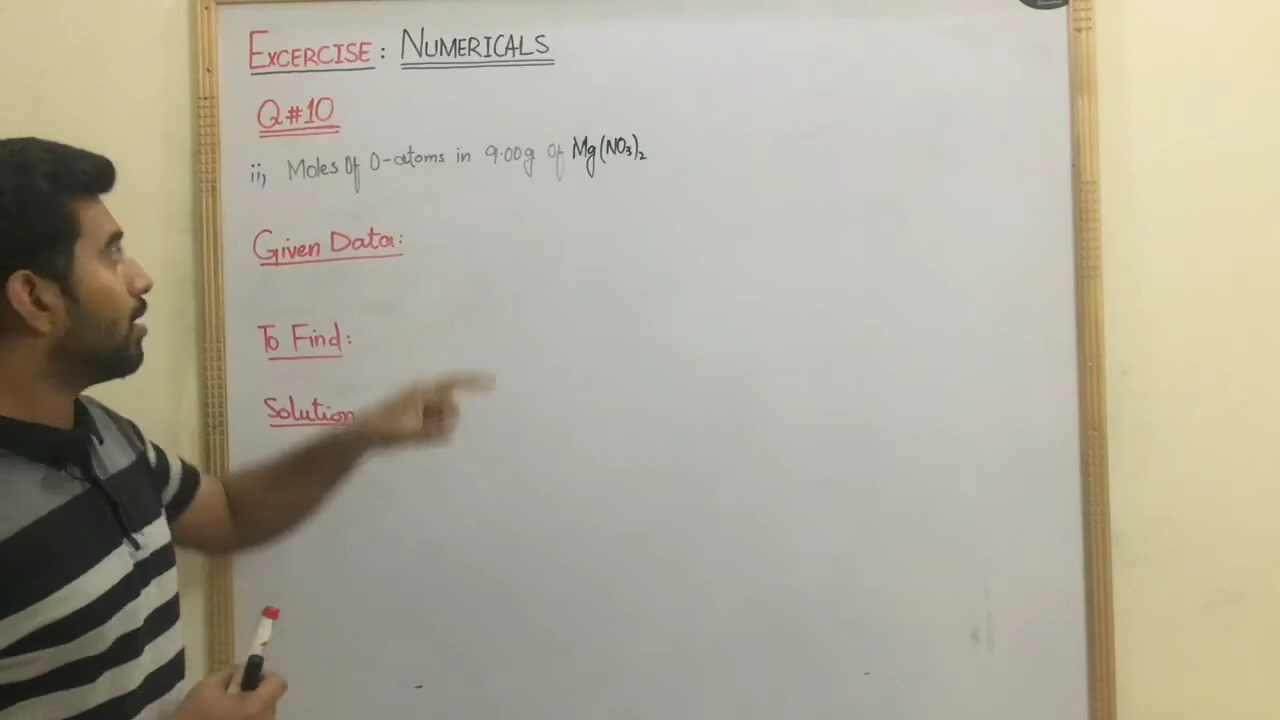 EXCERCISE: NUMERICALS
Q#10
ii, Moles Of O-atoms in 9.00g of Mg(NO₃)₂
Given Data:
To Find:
Solution